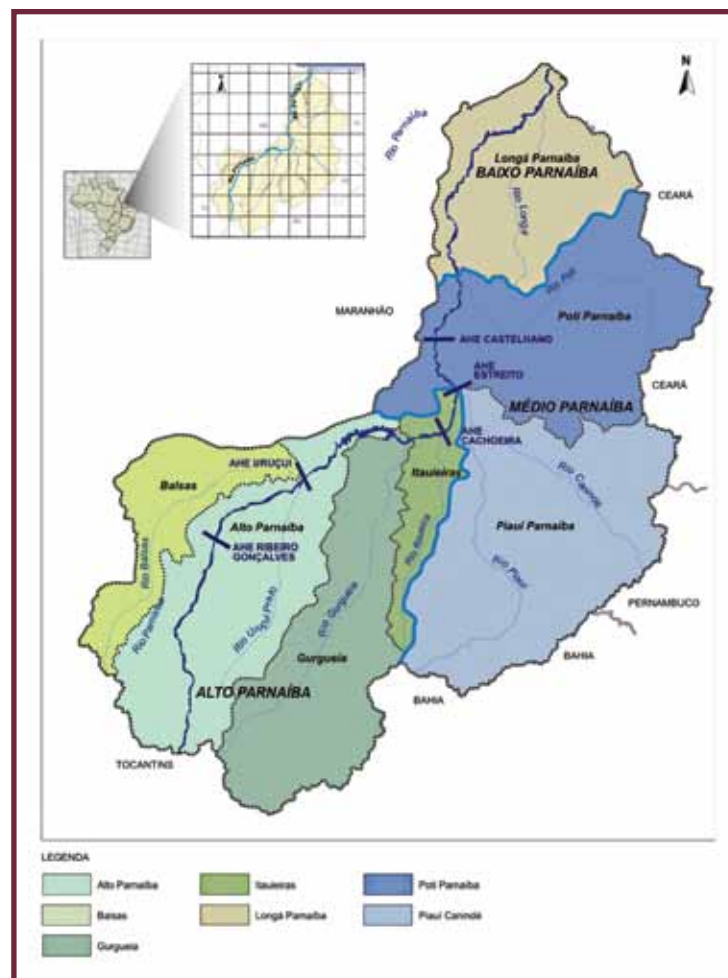 N
Rio Parnaíba
Longá Parnaíba
BAIXO PARNAÍBA
Rio Longá
CEARÁ
MARANHÃO
Rio Poti
Poti Parnaíba
AHE CASTELHANO
AHE
ESTREITO
CEARÁ
MÉDIO PARNAÍBA
AHE
CACHOEIRA
AHE URUÇUI
Itauieiras
Balsas
Rio Canindé
Alto Parnaíba
Piauí Parnaíba
AHE RIBEIRO
GONÇALVES
Rio Balsas
Rio Parnaíba
Rio Itaueira
Rio Piauí
Rio Gurgueia
PERNAMBUCO
Gurgueia
BAHIA
ALTO PARNAÍBA
BAHIA
TOCANTINS
LEGENDA
Alto Parnaíba
Itauieiras
Poti Parnaíba
Balsas
Longá Parnaíba
Piauí Canindé
Gurgueia